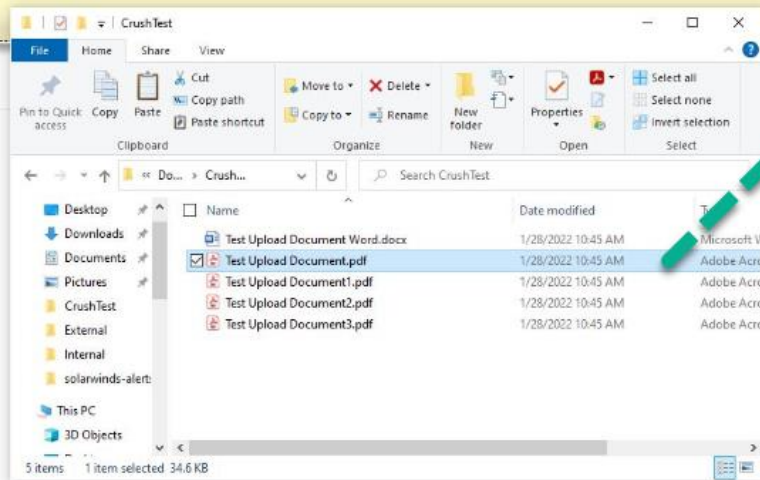 CrushTest
File Home Share View
Pin to Quick access
Copy
Paste
Cut
Copy path
Paste shortcut
Clipboard
Move to
Copy to
Delete
Rename
Organize
New folder
New
Properties
Open
Select all
Select none
Invert selection
Select
« Do... › Crush...
Search CrushTest
Desktop
Downloads
Documents
Pictures
CrushTest
External
Internal
solarwinds-alert:
This PC
3D Objects
Name Date modified
Test Upload Document Word.docx 1/28/2022 10:45 AM Microsoft W
Test Upload Document.pdf 1/28/2022 10:45 AM Adobe Acr
Test Upload Document1.pdf 1/28/2022 10:45 AM Adobe Acr
Test Upload Document2.pdf 1/28/2022 10:45 AM Adobe Acr
Test Upload Document3.pdf 1/28/2022 10:45 AM Adobe Acr
5 items 1 item selected 34.6 KB